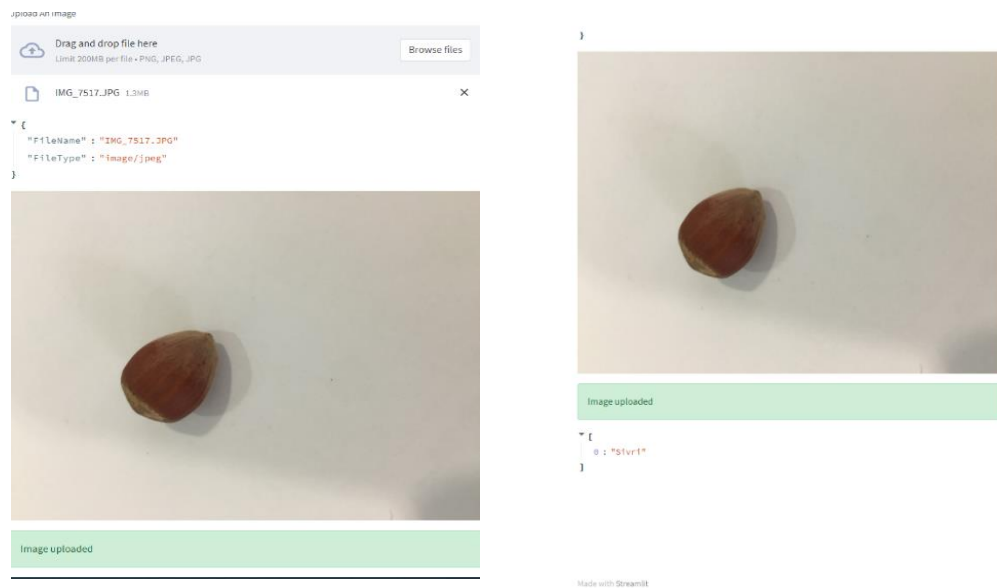 Upload An Image
Drag and drop file here
Limit 200MB per file • PNG, JPEG, JPG
Browse files
IMG_7517.JPG 1.3MB
{
"FileName" : "IMG_7517.JPG"
"FileType" : "image/jpeg"
}
Image uploaded
}
Image uploaded
[
0 : "Sivri"
]
Made with Streamlit